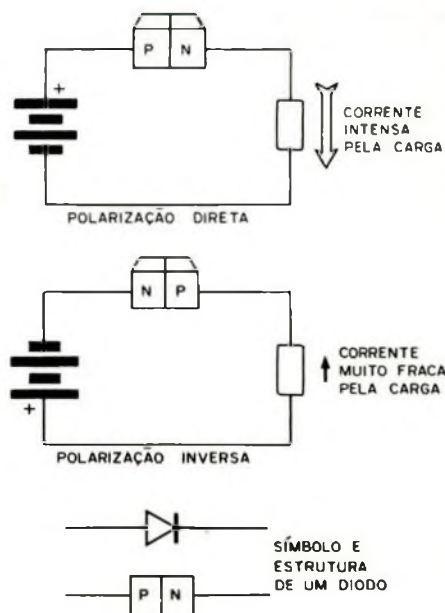 P N
+
CORRENTE
INTENSA
PELA CARGA
POLARIZAÇÃO DIRETA
N P
+
CORRENTE
MUITO FRACA
PELA CARGA
POLARIZAÇÃO INVERSA
SÍMBOLO E
ESTRUTURA
DE UM DIODO
P N